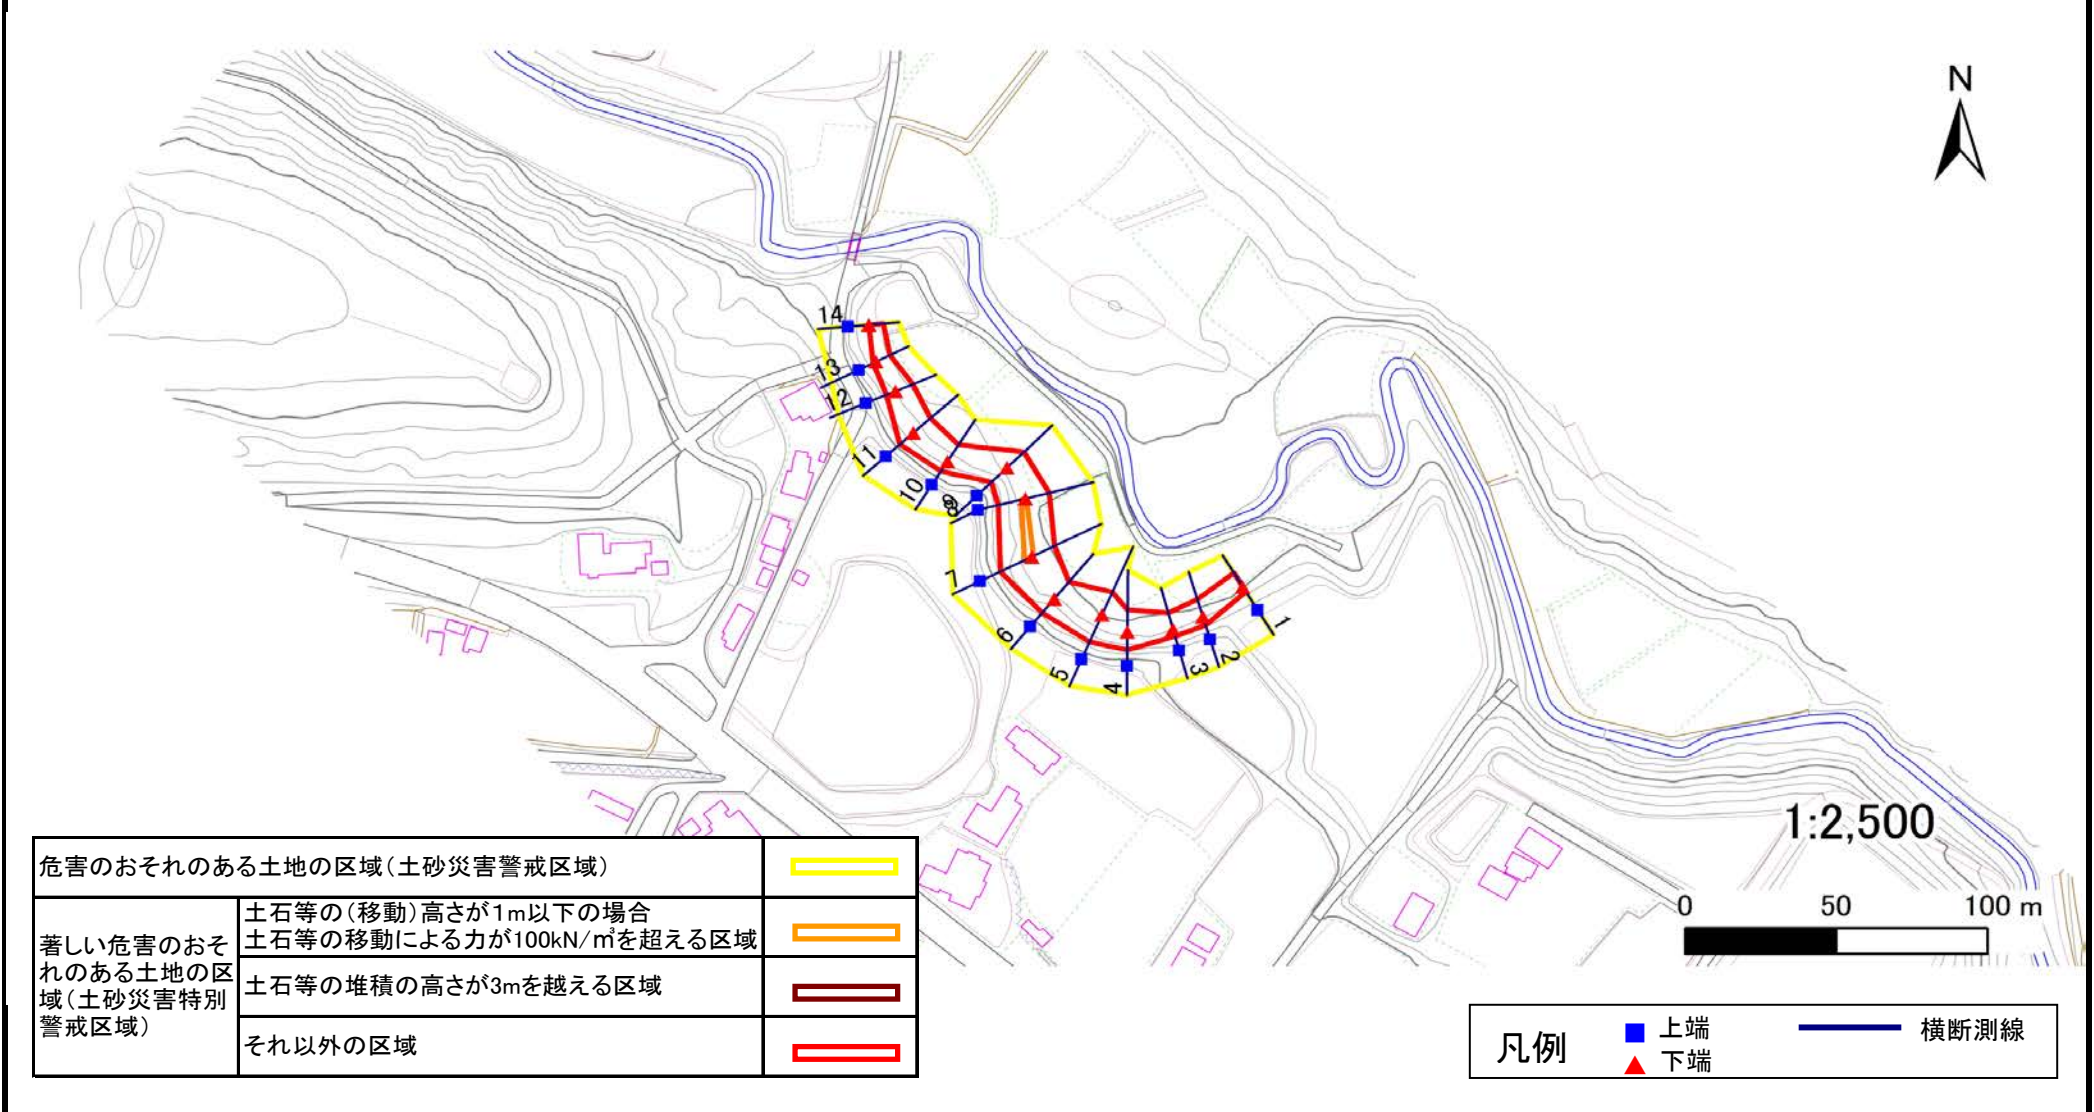 N
14
13
12
11
10
9
8
7
6
5
4
3
2
1
1:2,500
0 50 100 m
危害のおそれのある土地の区域(土砂災害警戒区域)
著しい危害のおそ
れのある土地の区
域(土砂災害特別
警戒区域)
土石等の(移動)高さが1m以下の場合
土石等の移動による力が100kN/㎡を超える区域
土石等の堆積の高さが3mを越える区域
それ以外の区域
凡例
上端
下端
横断測線